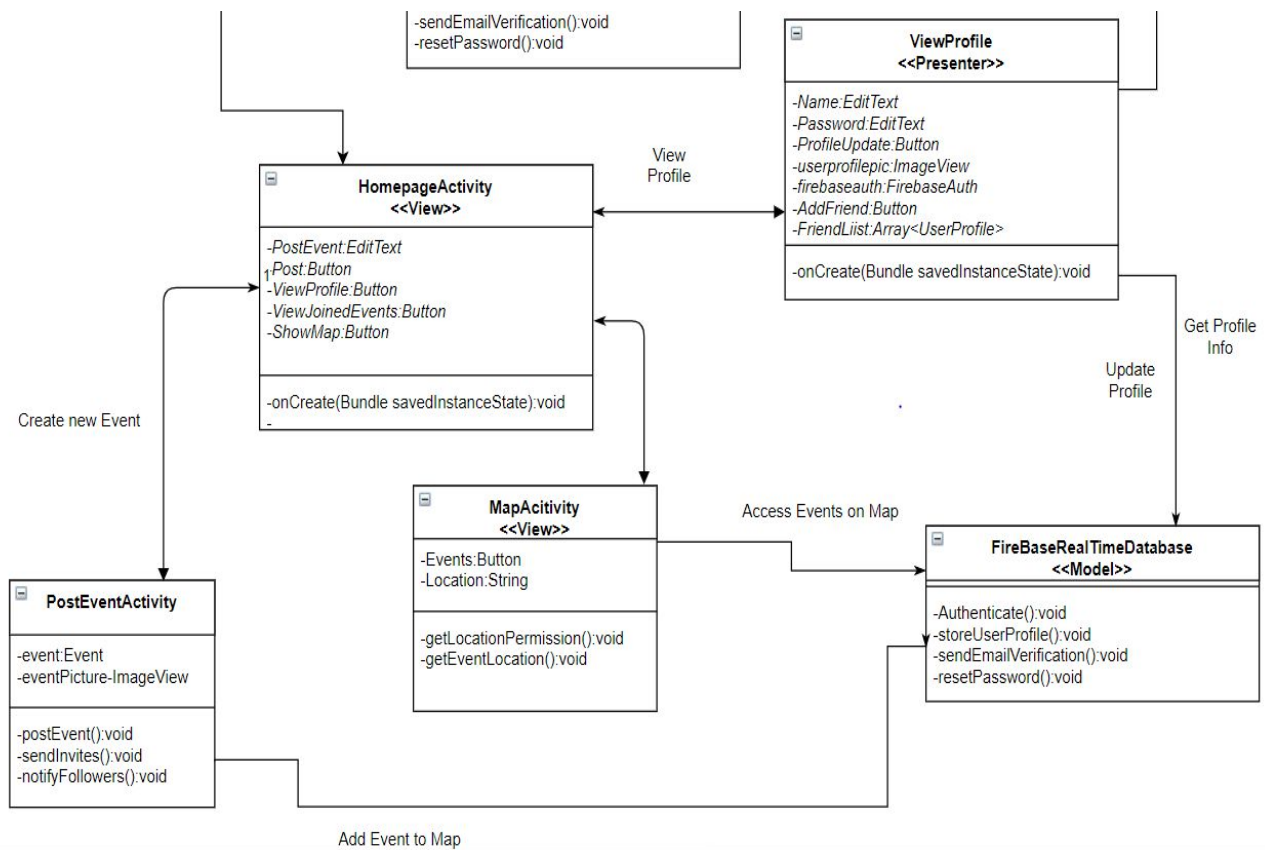 -sendEmailVerification():void
-resetPassword():void
ViewProfile
<<Presenter>>
-Name:EditText
-Password:EditText
-ProfileUpdate:Button
-userprofilepic:ImageView
-firebaseauth:FirebaseAuth
-AddFriend:Button
-FriendLiist:Array<UserProfile>
-onCreate(Bundle savedInstanceState):void
View
Profile
HomepageActivity
<<View>>
-PostEvent:EditText
-Post:Button
1
-ViewProfile:Button
-ViewJoinedEvents:Button
-ShowMap:Button
-onCreate(Bundle savedInstanceState):void
-
Get Profile
Info
Update
Profile
Create new Event
MapAcitivity
<<View>>
-Events:Button
-Location:String
-getLocationPermission():void
-getEventLocation():void
Access Events on Map
FireBaseRealTimeDatabase
<<Model>>
-Authenticate():void
-storeUserProfile():void
-sendEmailVerification():void
-resetPassword():void
PostEventActivity
-event:Event
-eventPicture-ImageView
-postEvent():void
-sendInvites():void
-notifyFollowers():void
Add Event to Map